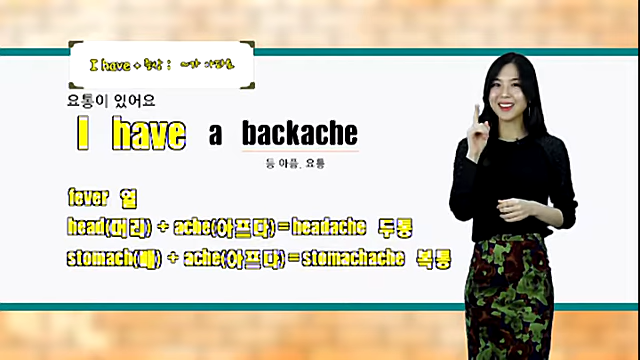 I have + 증상 : ~가 아파요
요통이 있어요
I have a backache
등 아픔, 요통
fever 열
head(머리) + ache(아프다)=headache 두통
stomach(배) + ache(아프다)=stomachache 복통